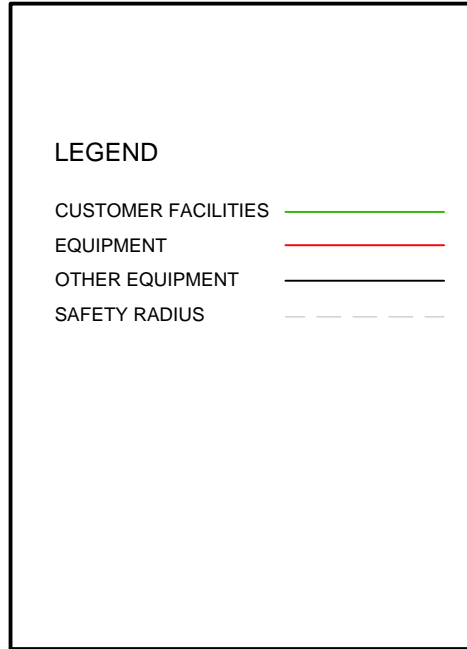 LEGEND
CUSTOMER FACILITIES
EQUIPMENT
OTHER EQUIPMENT
SAFETY RADIUS